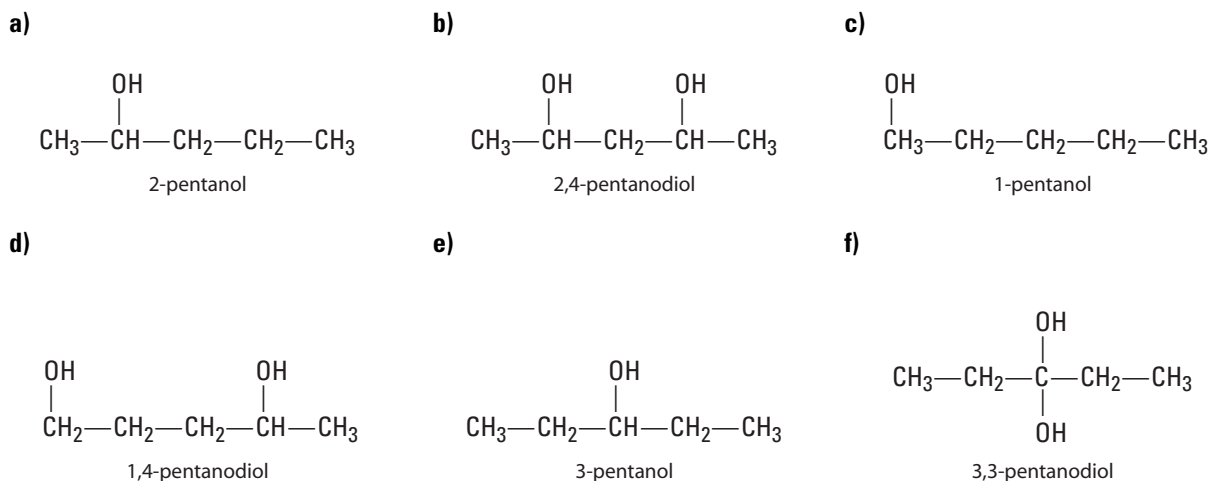 a)
OH
CH₃—CH—CH₂—CH₂—CH₃
2-pentanol
b)
OH OH
CH₃—CH—CH₂—CH—CH₃
2,4-pentanodiol
c)
OH
CH₃—CH₂—CH₂—CH₂—CH₃
1-pentanol
d)
OH OH
CH₂—CH₂—CH₂—CH—CH₃
1,4-pentanodiol
e)
OH
CH₃—CH₂—CH—CH₂—CH₃
3-pentanol
f)
OH
CH₃—CH₂—C—CH₂—CH₃
OH
3,3-pentanodiol